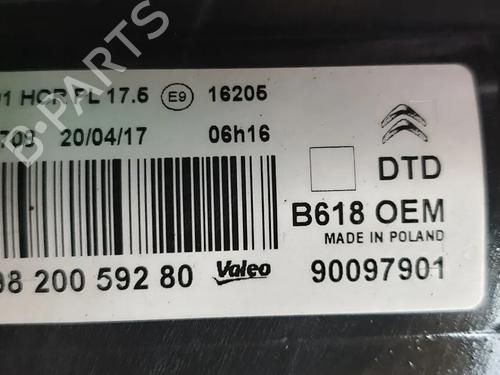 HCR PL 17.5 E9 16205
20/04/17 06h16
DTD
B618 OEM
MADE IN POLAND
98 200 592 80 Valeo 90097901
B-PARTS